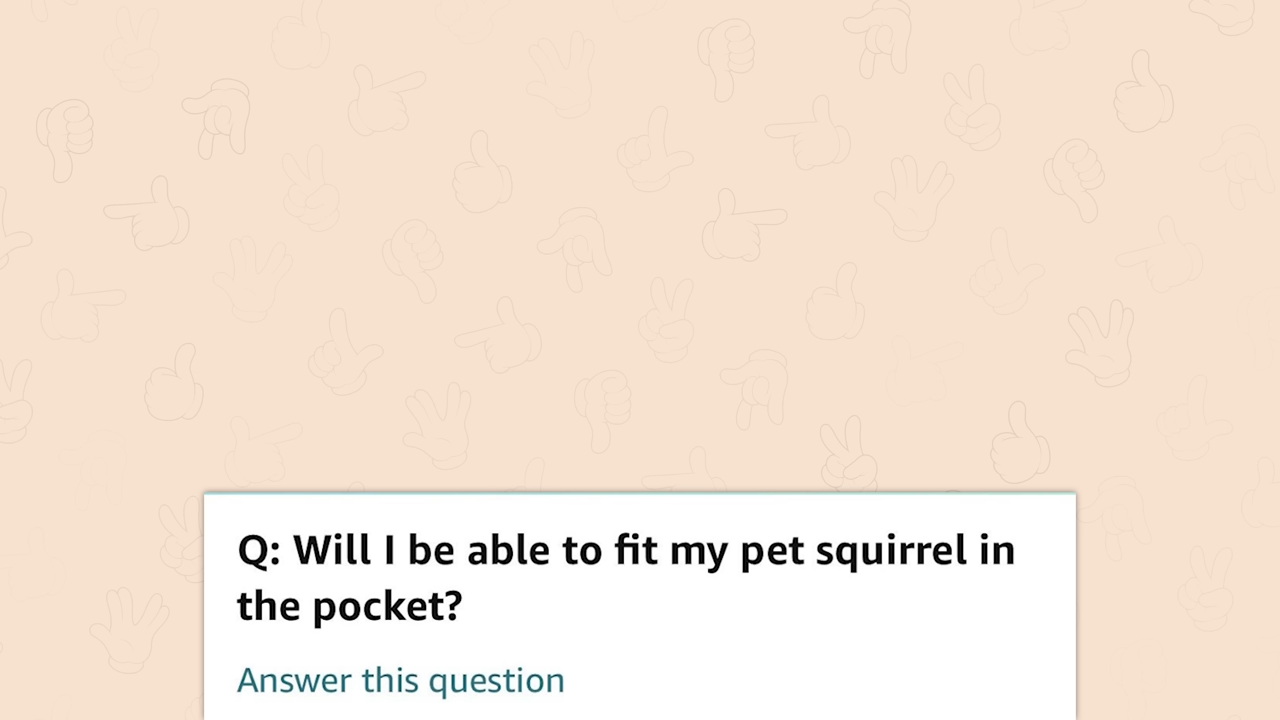 Q: Will I be able to fit my pet squirrel in
the pocket?
Answer this question